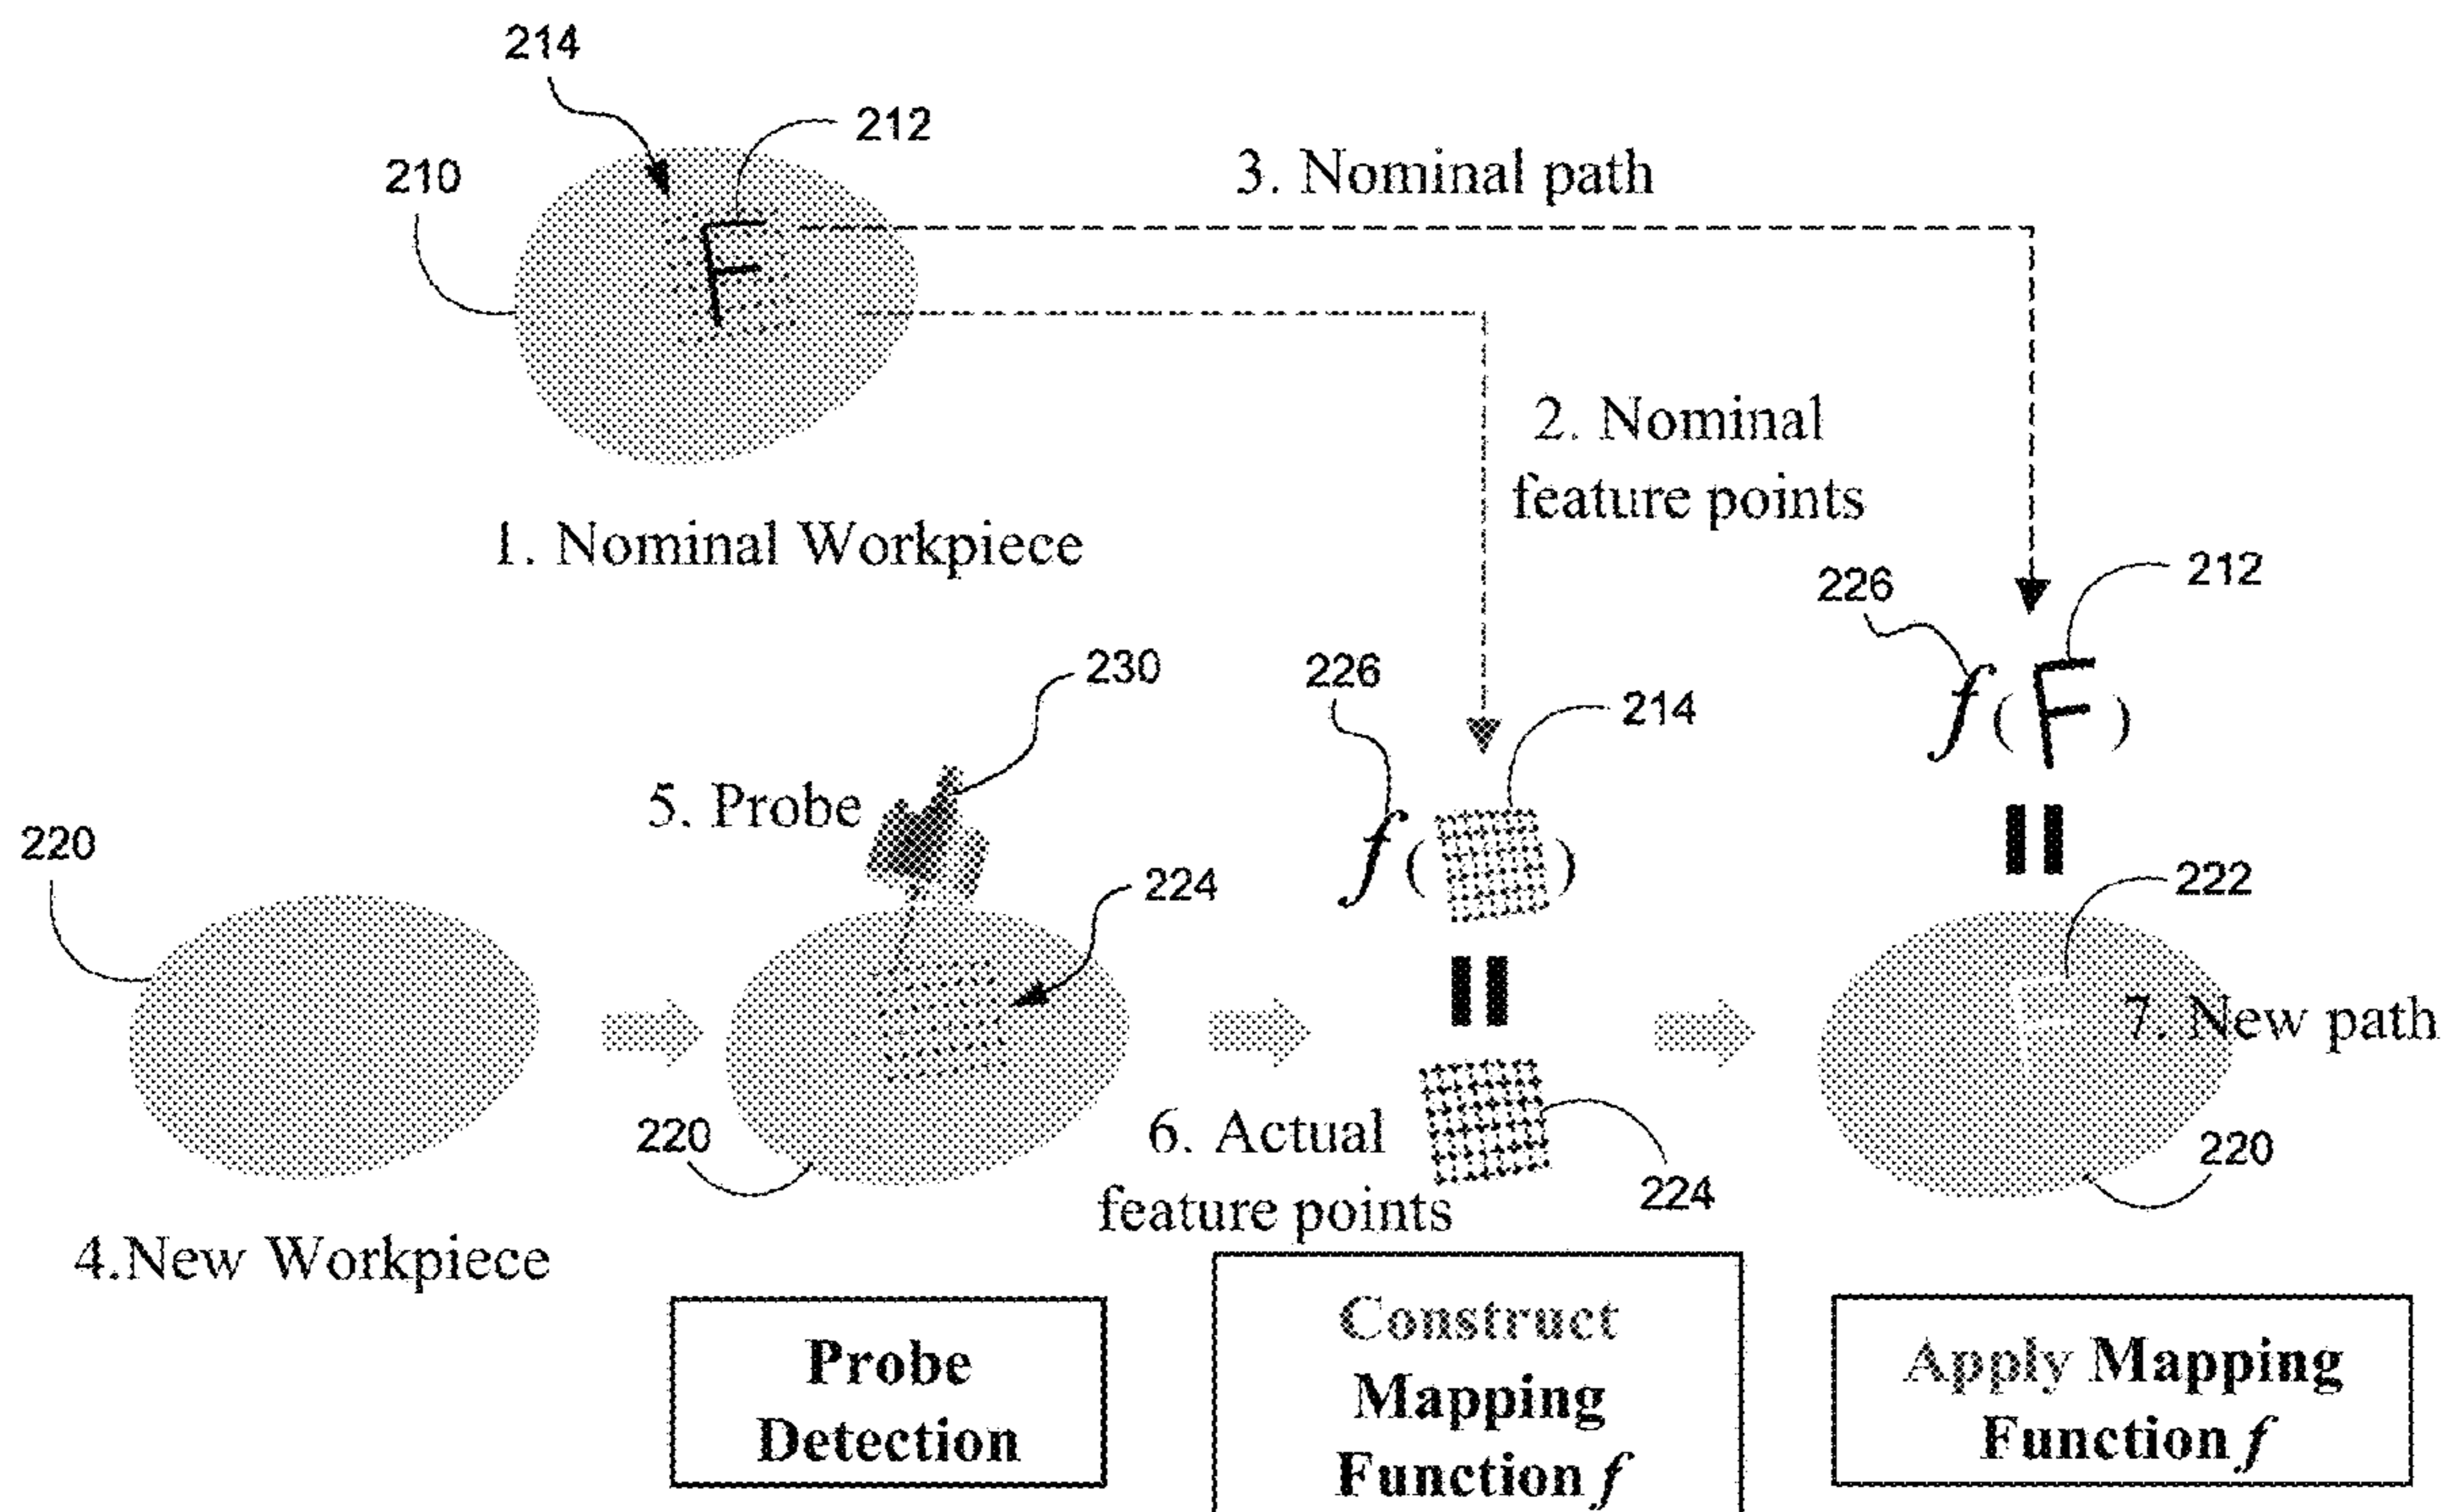 214
212
210
F
3. Nominal path
2. Nominal
feature points
1. Nominal Workpiece
226
212
f ( F )
230
226
214
5. Probe
f ( )
220
224
222
F
7. New path
6. Actual
feature points
220
224
220
4.New Workpiece
Probe
Detection
Construct
Mapping
Function f
Apply Mapping
Function f